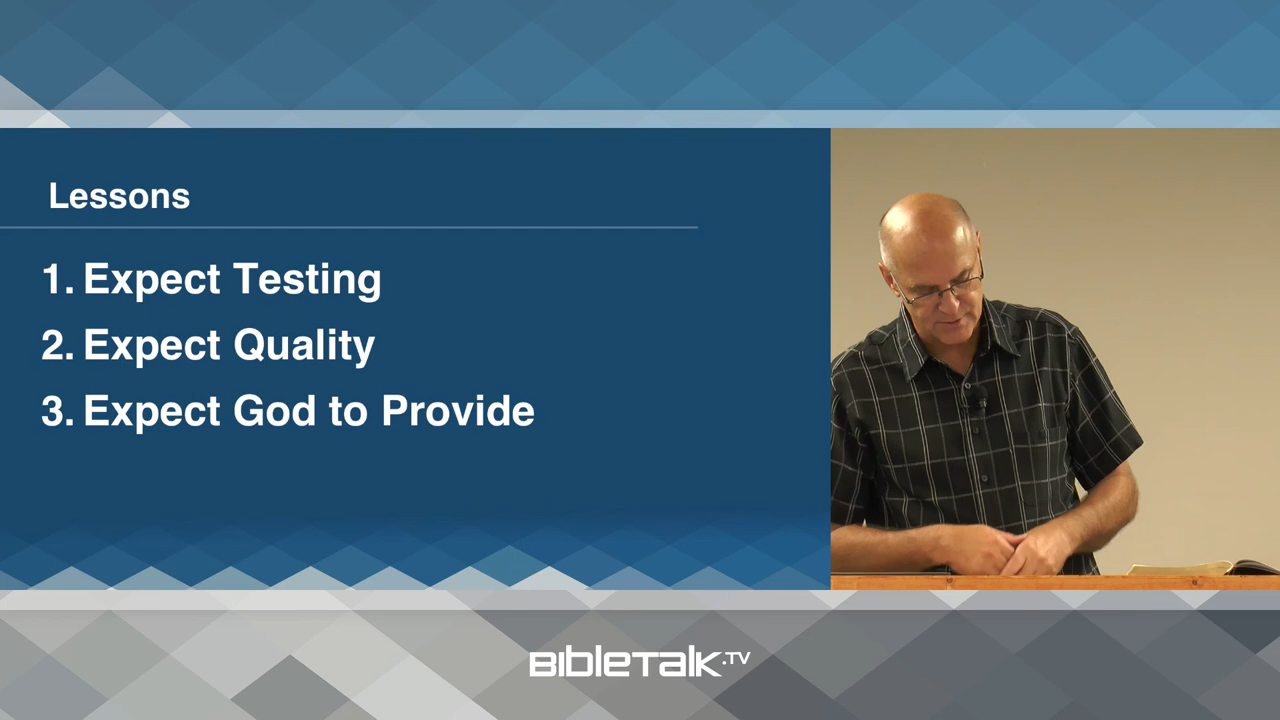 Lessons
1. Expect Testing
2. Expect Quality
3. Expect God to Provide
BIBLETALK.TV